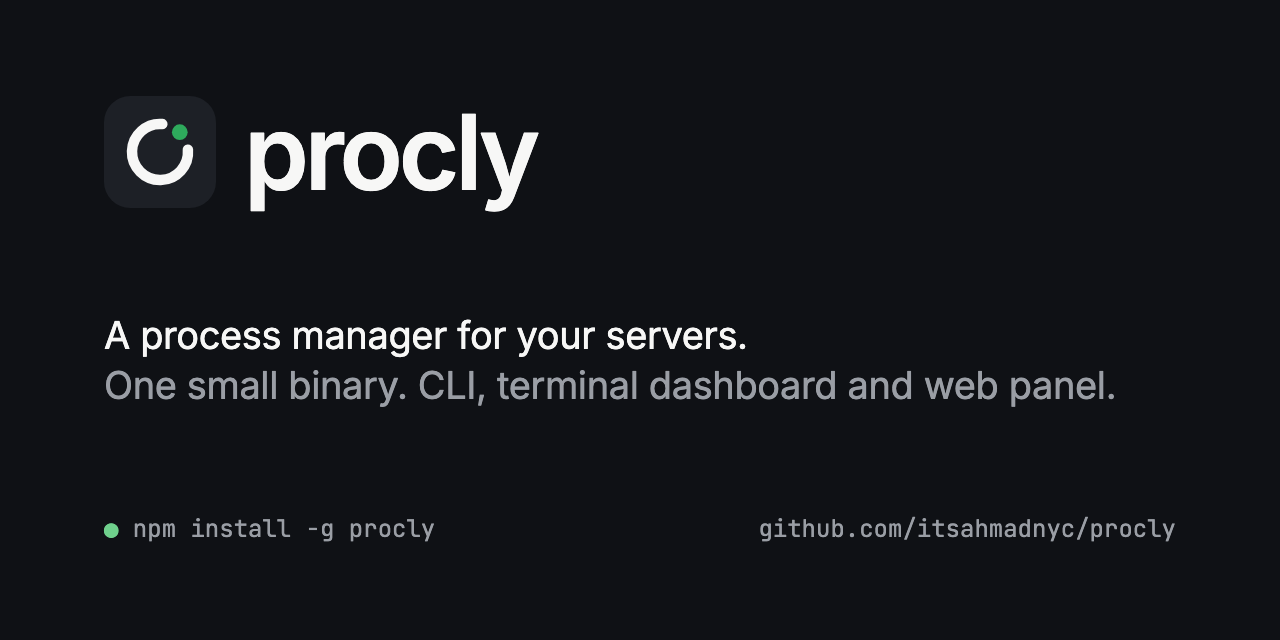 procly
A process manager for your servers.
One small binary. CLI, terminal dashboard and web panel.
npm install -g procly
github.com/itsahmadnyc/procly